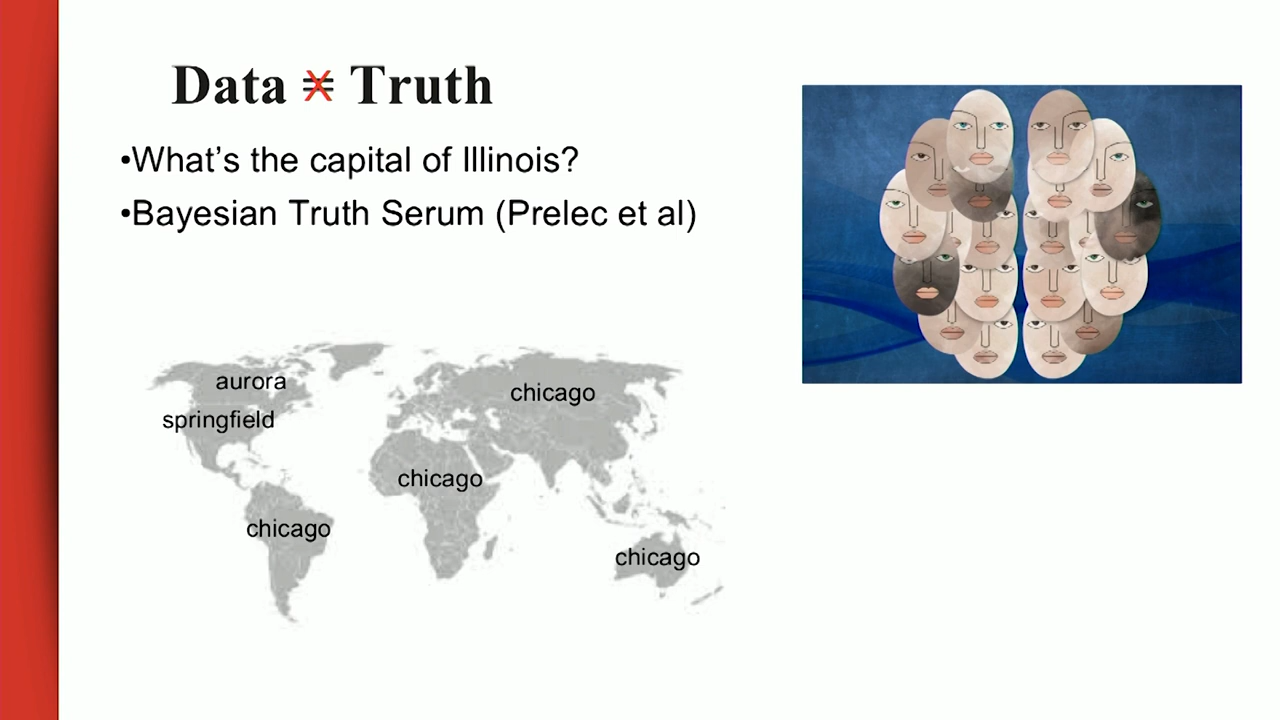 Data = Truth
•What's the capital of Illinois?
•Bayesian Truth Serum (Prelec et al)
aurora
chicago
springfield
chicago
chicago
chicago